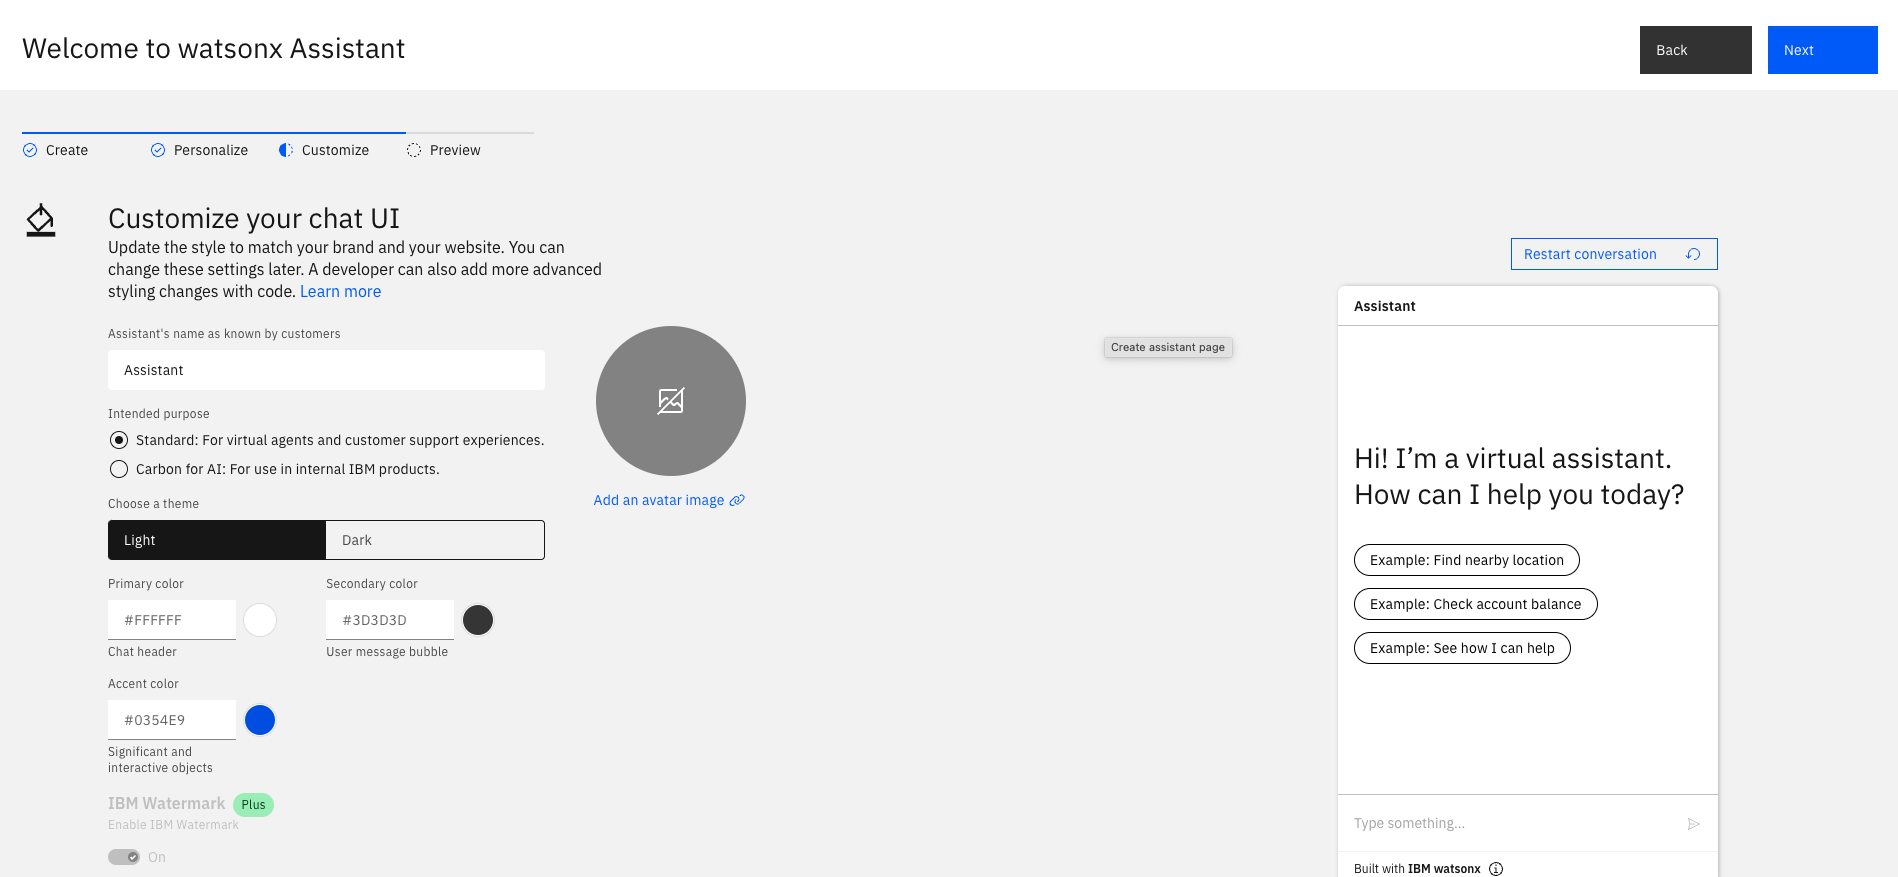 Welcome to watsonx Assistant
Back
Next
Create
Personalize
Customize
Preview
Customize your chat UI
Update the style to match your brand and your website. You can
change these settings later. A developer can also add more advanced
styling changes with code. Learn more
Assistant's name as known by customers
Assistant
Intended purpose
Standard: For virtual agents and customer support experiences.
Carbon for AI: For use in internal IBM products.
Choose a theme
Light
Dark
Primary color
Secondary color
#FFFFFF
#3D3D3D
Chat header
User message bubble
Accent color
#0354E9
Significant and
interactive objects
IBM Watermark
Plus
Enable IBM Watermark
On
Add an avatar image
Create assistant page
Restart conversation
Assistant
Hi! I’m a virtual assistant.
How can I help you today?
Example: Find nearby location
Example: Check account balance
Example: See how I can help
Type something...
Built with IBM watsonx